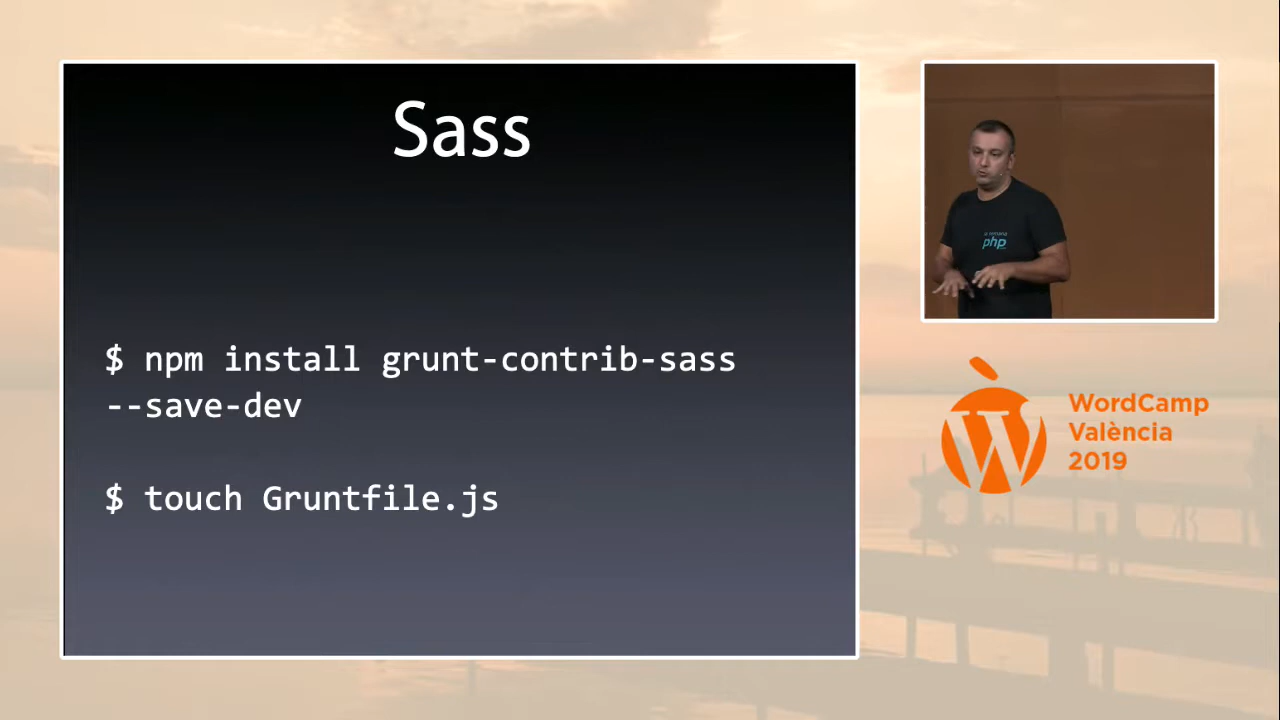 Sass
$ npm install grunt-contrib-sass
--save-dev
$ touch Gruntfile.js
php
WordCamp
València
2019